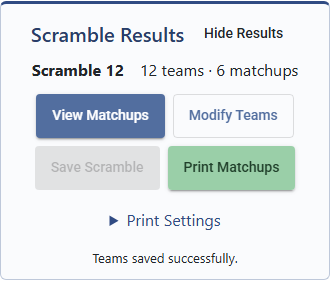 Scramble Results Hide Results
Scramble 12 12 teams · 6 matchups
View Matchups Modify Teams
Save Scramble Print Matchups
▶ Print Settings
Teams saved successfully.